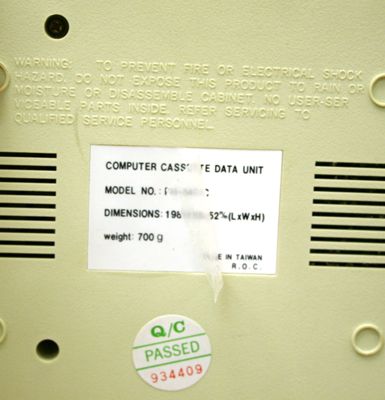 WARNING: TO PREVENT FIRE OR ELECTRICAL SHOCK
HAZARD, DO NOT EXPOSE THIS PRODUCT TO RAIN OR
MOISTURE OR DISASSEMBLE CABINET. NO USER-SER
VICEABLE PARTS INSIDE. REFER SERVICING TO
QUALIFIED SERVICE PERSONNEL.
COMPUTER DATA UNIT
MODEL NO.:
DIMENSIONS: (LxWxH)
weight: 700 g
IN TAIWAN
R.O.C.
Q/C
PASSED
934409